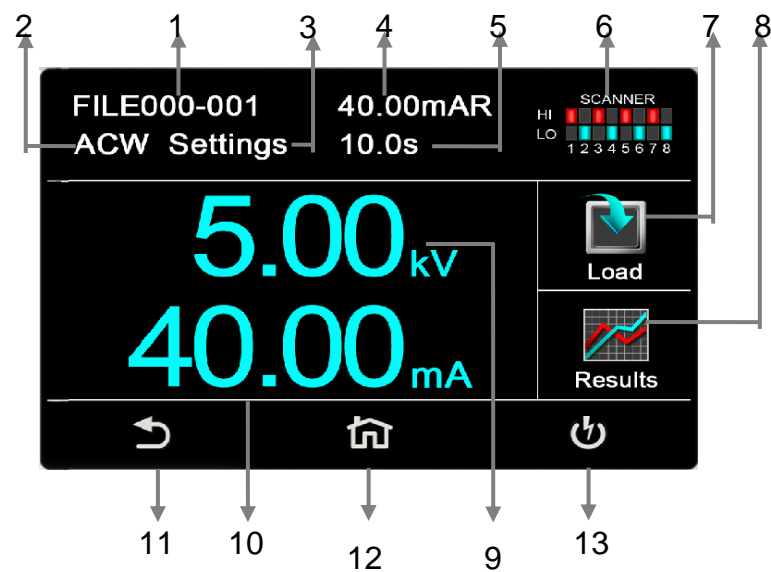 2 1 3 4 5 6 7 8
FILE000-001 40.00mAR SCANNER
HI
ACW Settings 10.0s LO
1 2 3 4 5 6 7 8
5.00kV
Load
40.00mA
Results
11 10 12 9 13